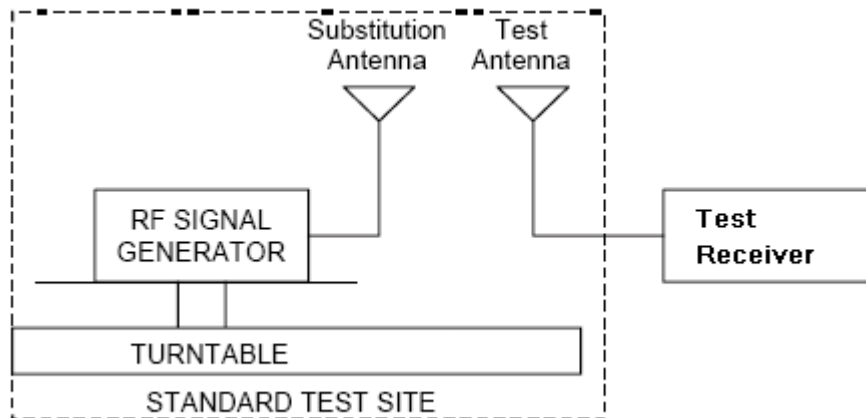 Substitution
Antenna
Test
Antenna
RF SIGNAL
GENERATOR
Test
Receiver
TURNTABLE
STANDARD TEST SITE